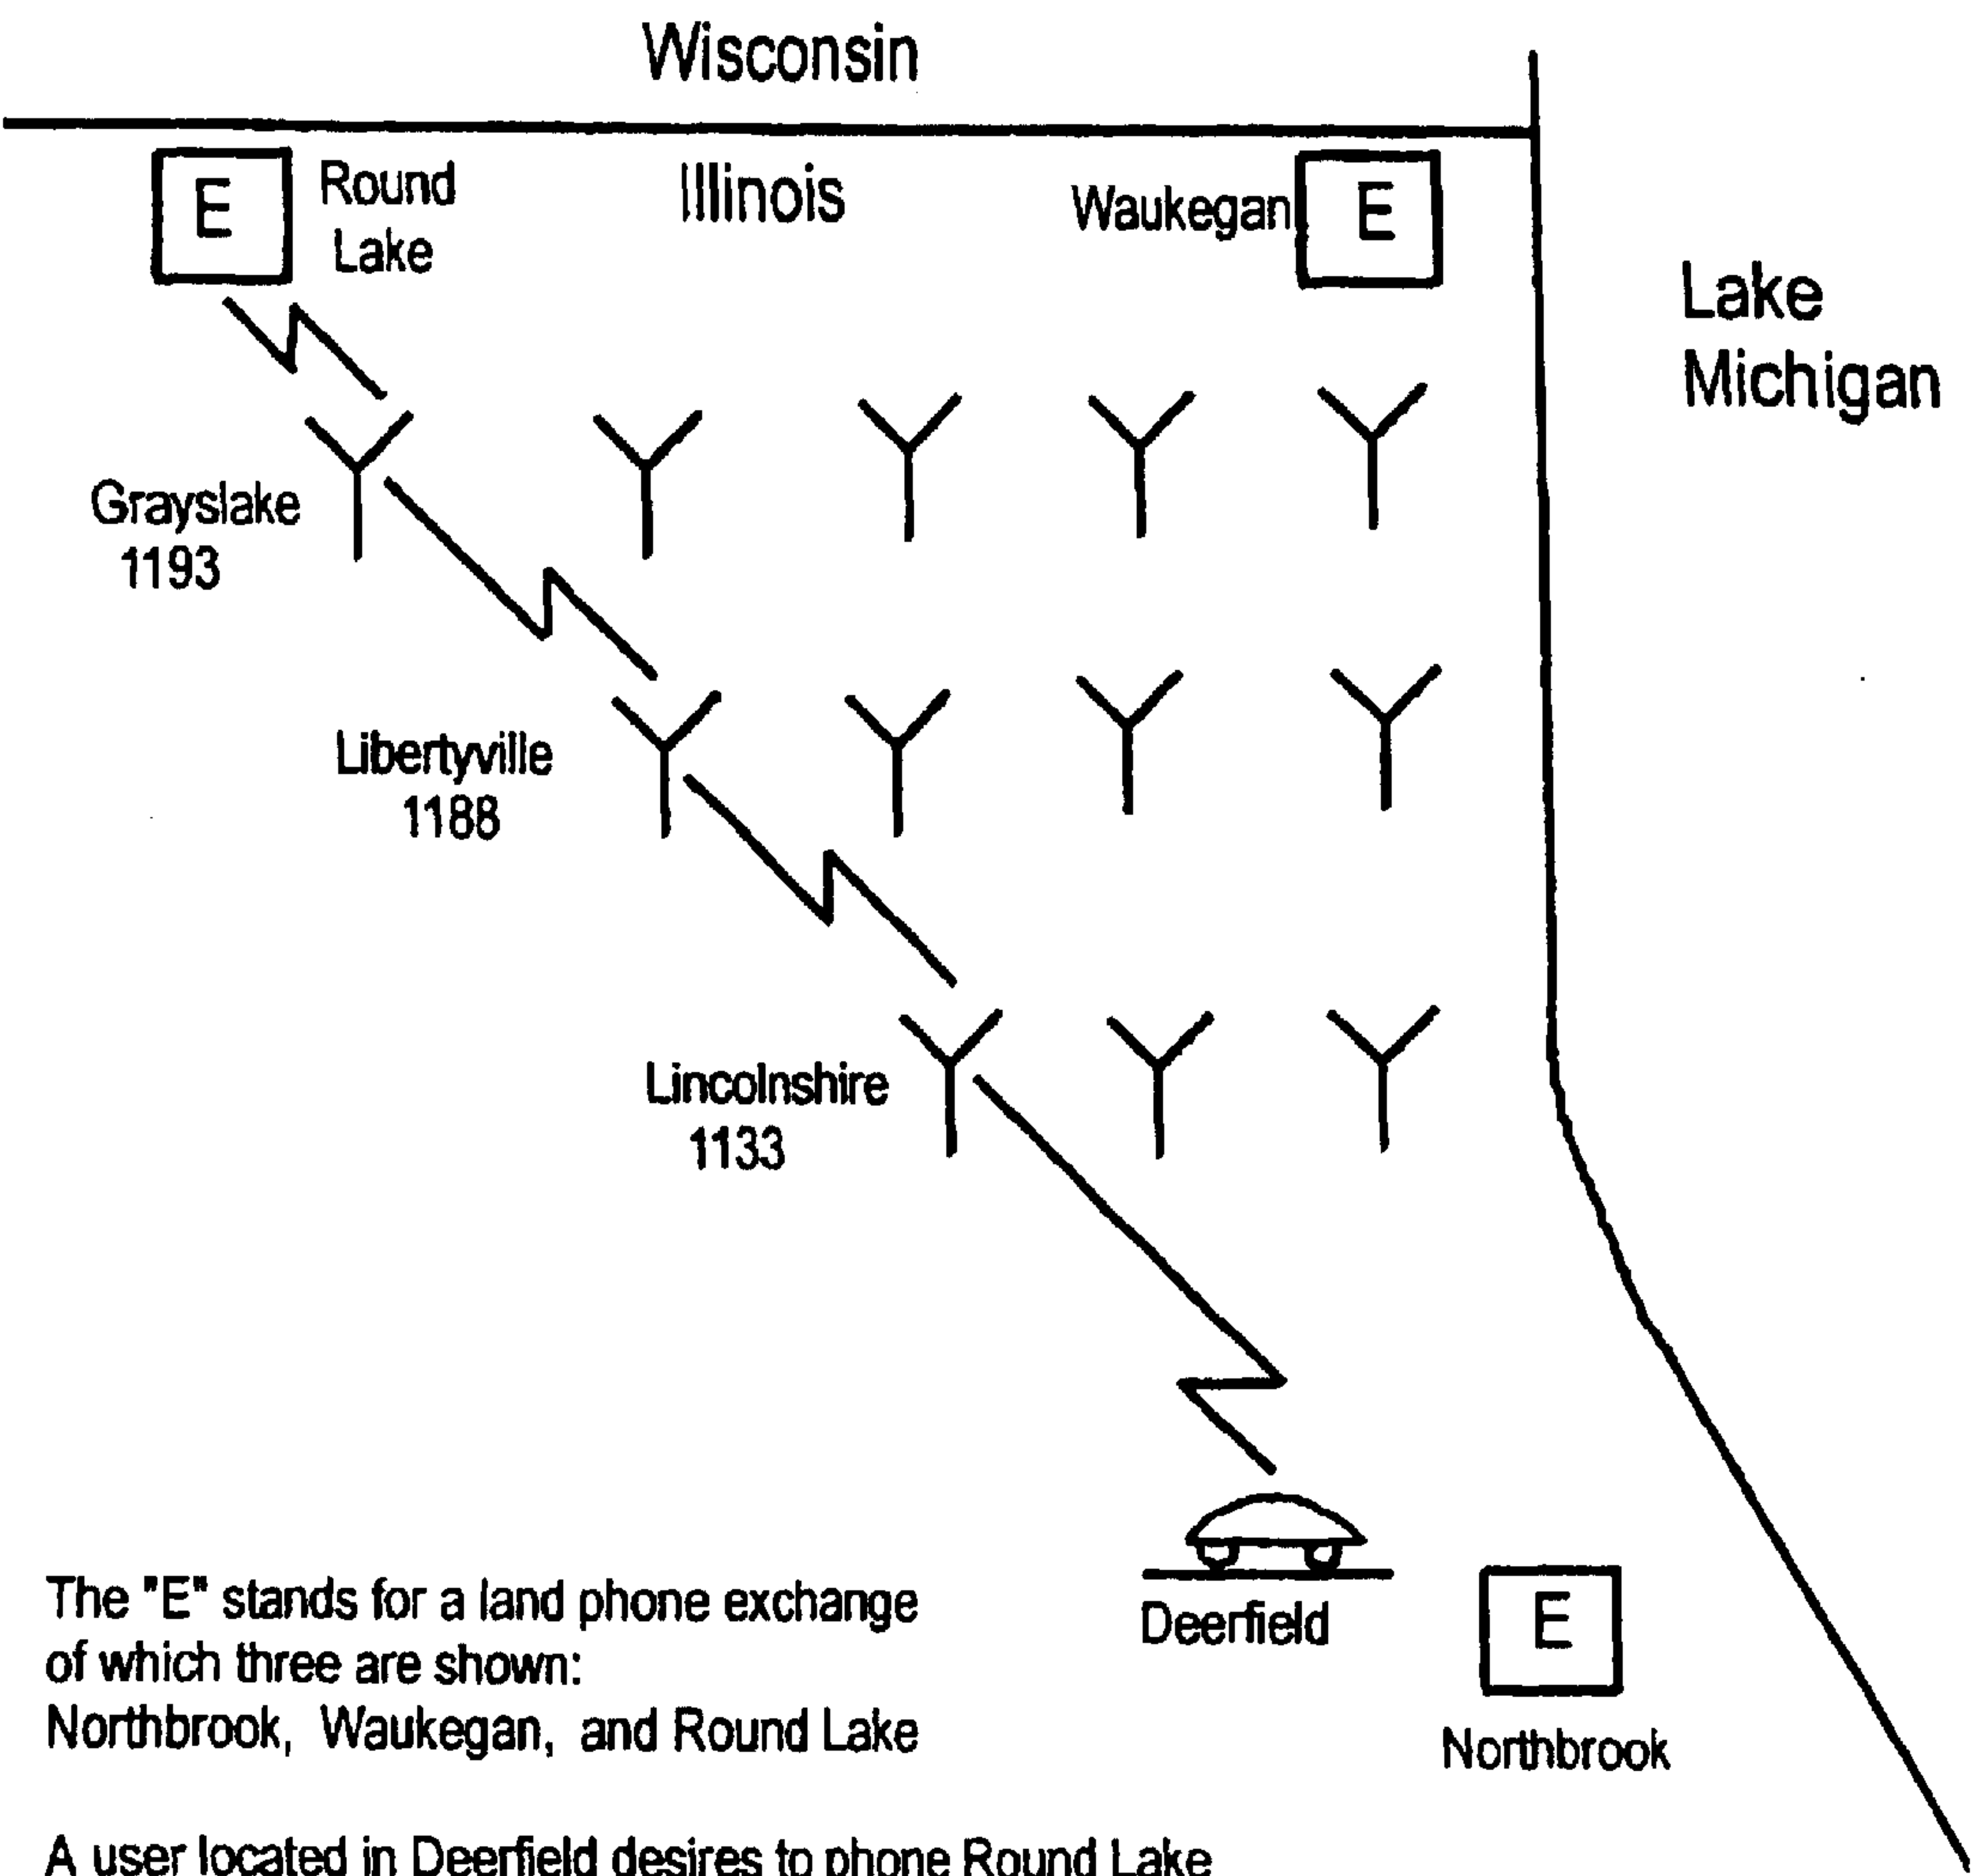 Wisconsin
E
Round
Lake
Illinois
Waukegan
E
Lake
Michigan
Grayslake
1193
Libertyville
1188
Lincolnshire
1133
Deerfield
E
Northbrook
The "E" stands for a land phone exchange
of which three are shown:
Northbrook, Waukegan, and Round Lake
A user located in Deerfield desires to phone Round Lake